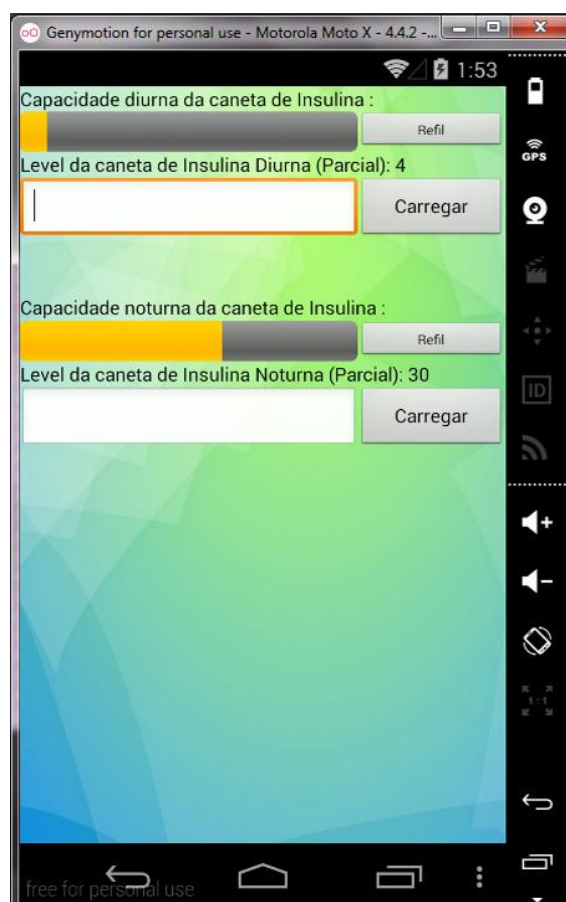 Genymotion for personal use - Motorola Moto X - 4.4.2 -...
1:53
Capacidade diurna da caneta de Insulina :
Refil
Level da caneta de Insulina Diurna (Parcial): 4
Carregar
Capacidade noturna da caneta de Insulina :
Refil
Level da caneta de Insulina Noturna (Parcial): 30
Carregar
free for personal use
GPS
ID
1:1